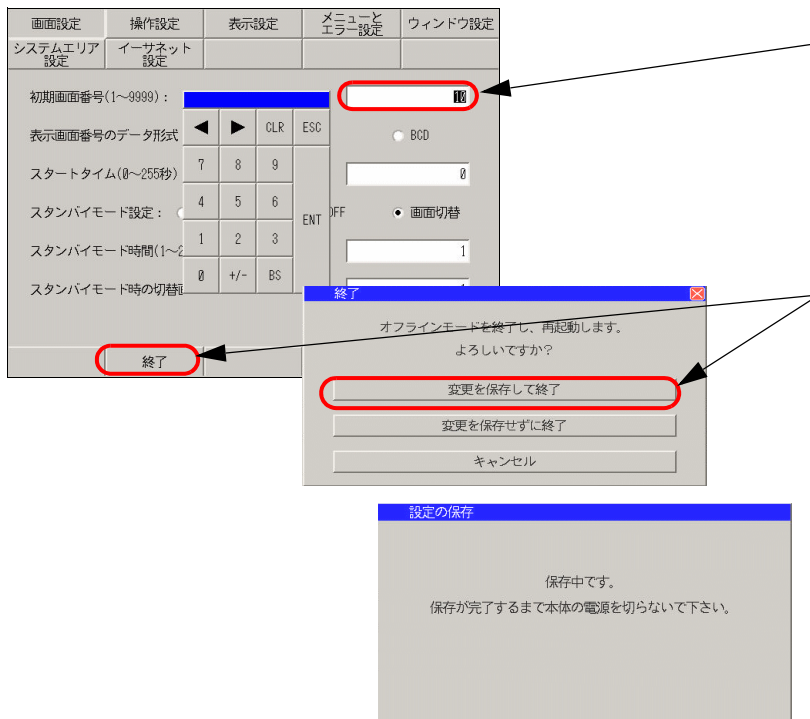 画面設定 操作設定 表示設定 メニューと エラー設定 ウィンドウ設定
システムエリア 設定 イーサネット 設定
初期画面番号(1～9999)： 10
表示画面番号のデータ形式 BCD
スタートタイム(0～255秒) 0
スタンバイモード設定： OFF 画面切替
スタンバイモード時間(1～2 1
スタンバイモード時の切替
◀ ▶ CLR ESC
7 8 9
4 5 6
ENT
1 2 3
0 +/- BS
終了
終了
オフラインモードを終了し、再起動します。
よろしいですか？
変更を保存して終了
変更を保存せずに終了
キャンセル
設定の保存
保存中です。
保存が完了するまで本体の電源を切らないで下さい。